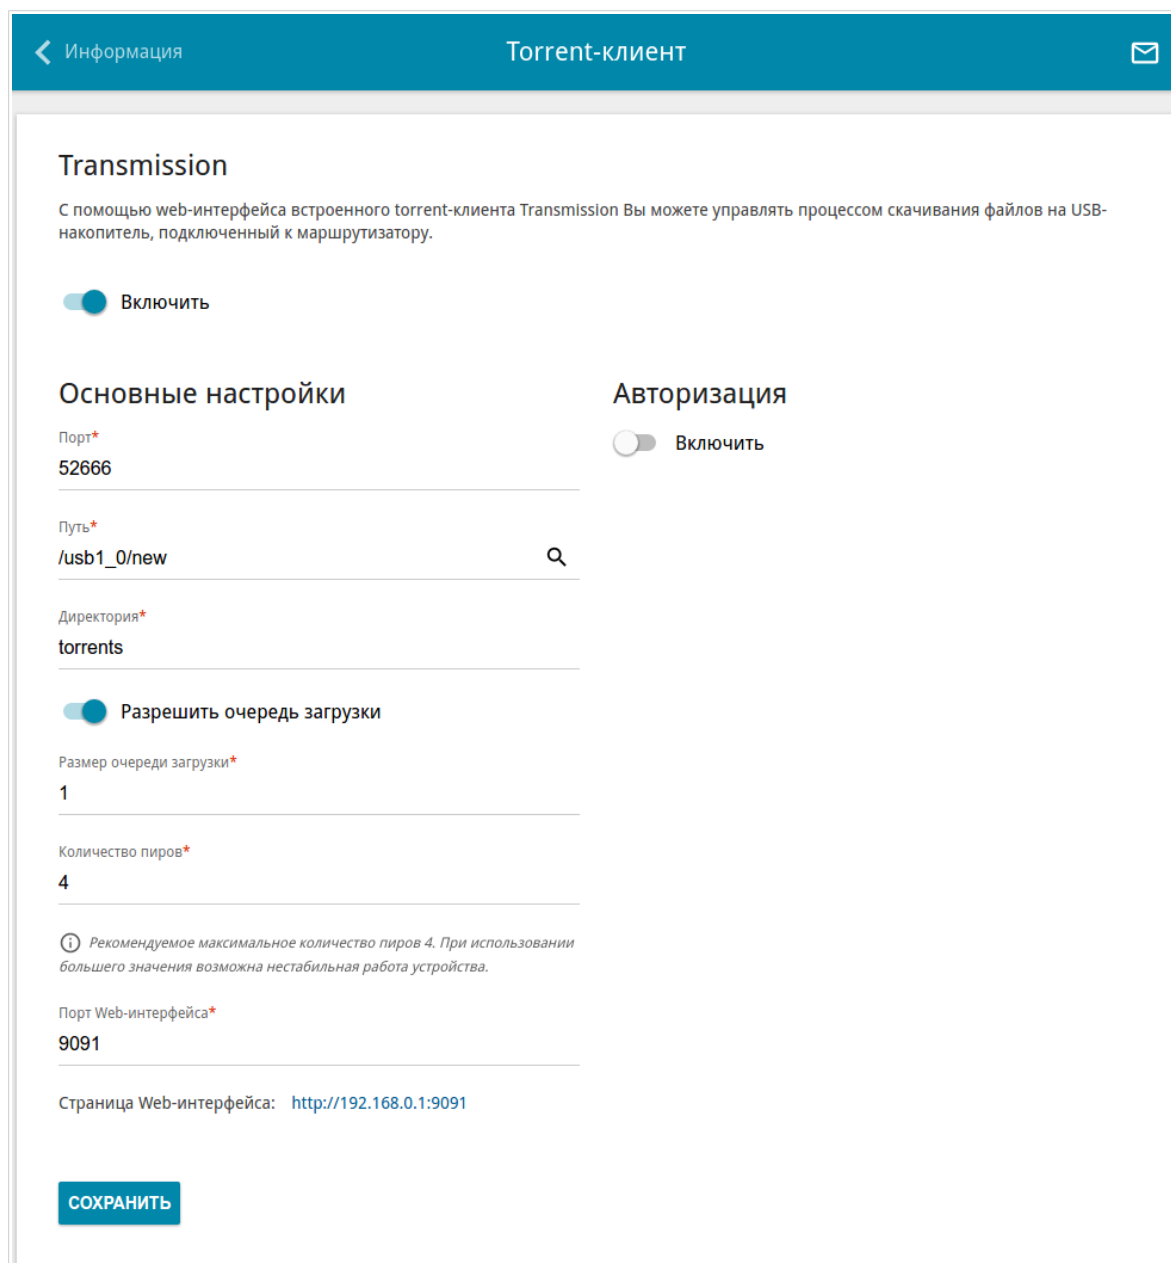 Информация
Torrent-клиент
Transmission
С помощью web-интерфейса встроенного torrent-клиента Transmission Вы можете управлять процессом скачивания файлов на USB-
накопитель, подключенный к маршрутизатору.
Включить
Основные настройки
Порт*
52666
Путь*
/usb1_0/new
Директория*
torrents
Разрешить очередь загрузки
Размер очереди загрузки*
1
Количество пиров*
4
Рекомендуемое максимальное количество пиров 4. При использовании
большего значения возможна нестабильная работа устройства.
Порт Web-интерфейса*
9091
Страница Web-интерфейса: http://192.168.0.1:9091
СОХРАНИТЬ
Авторизация
Включить